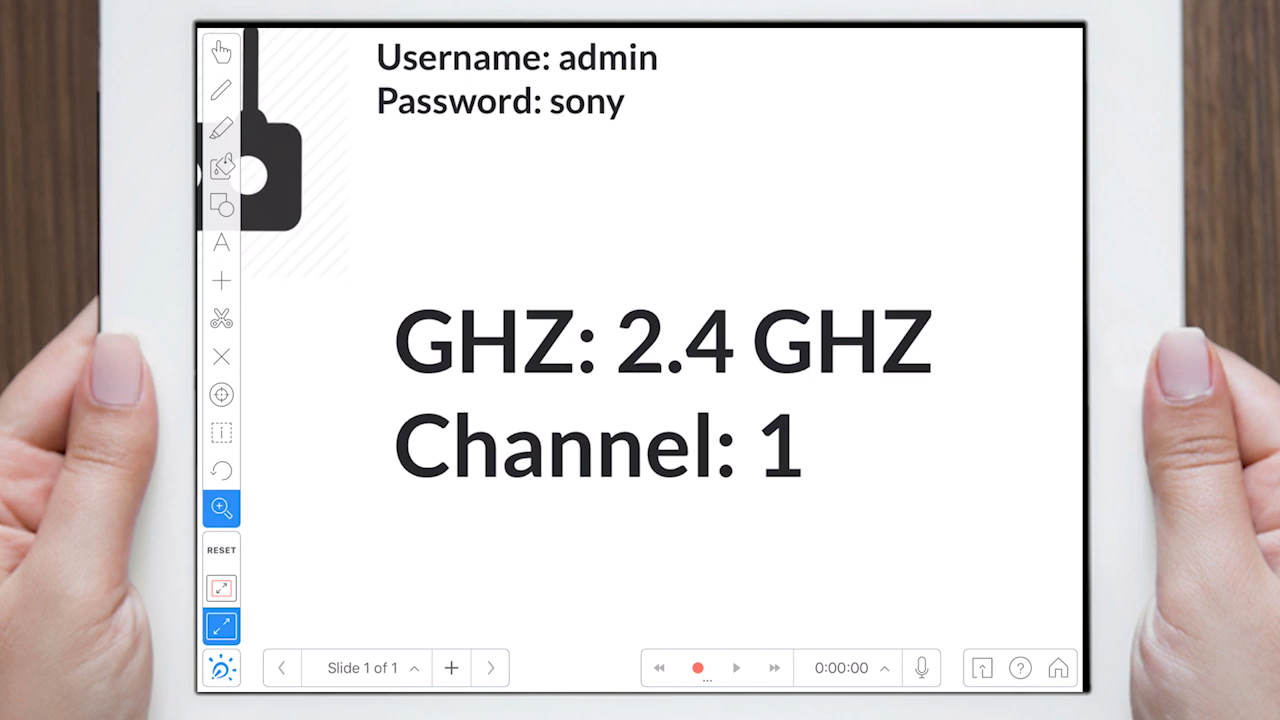 Username: admin
Password: sony
GHZ: 2.4 GHZ
Channel: 1
RESET
Slide 1 of 1
0:00:00